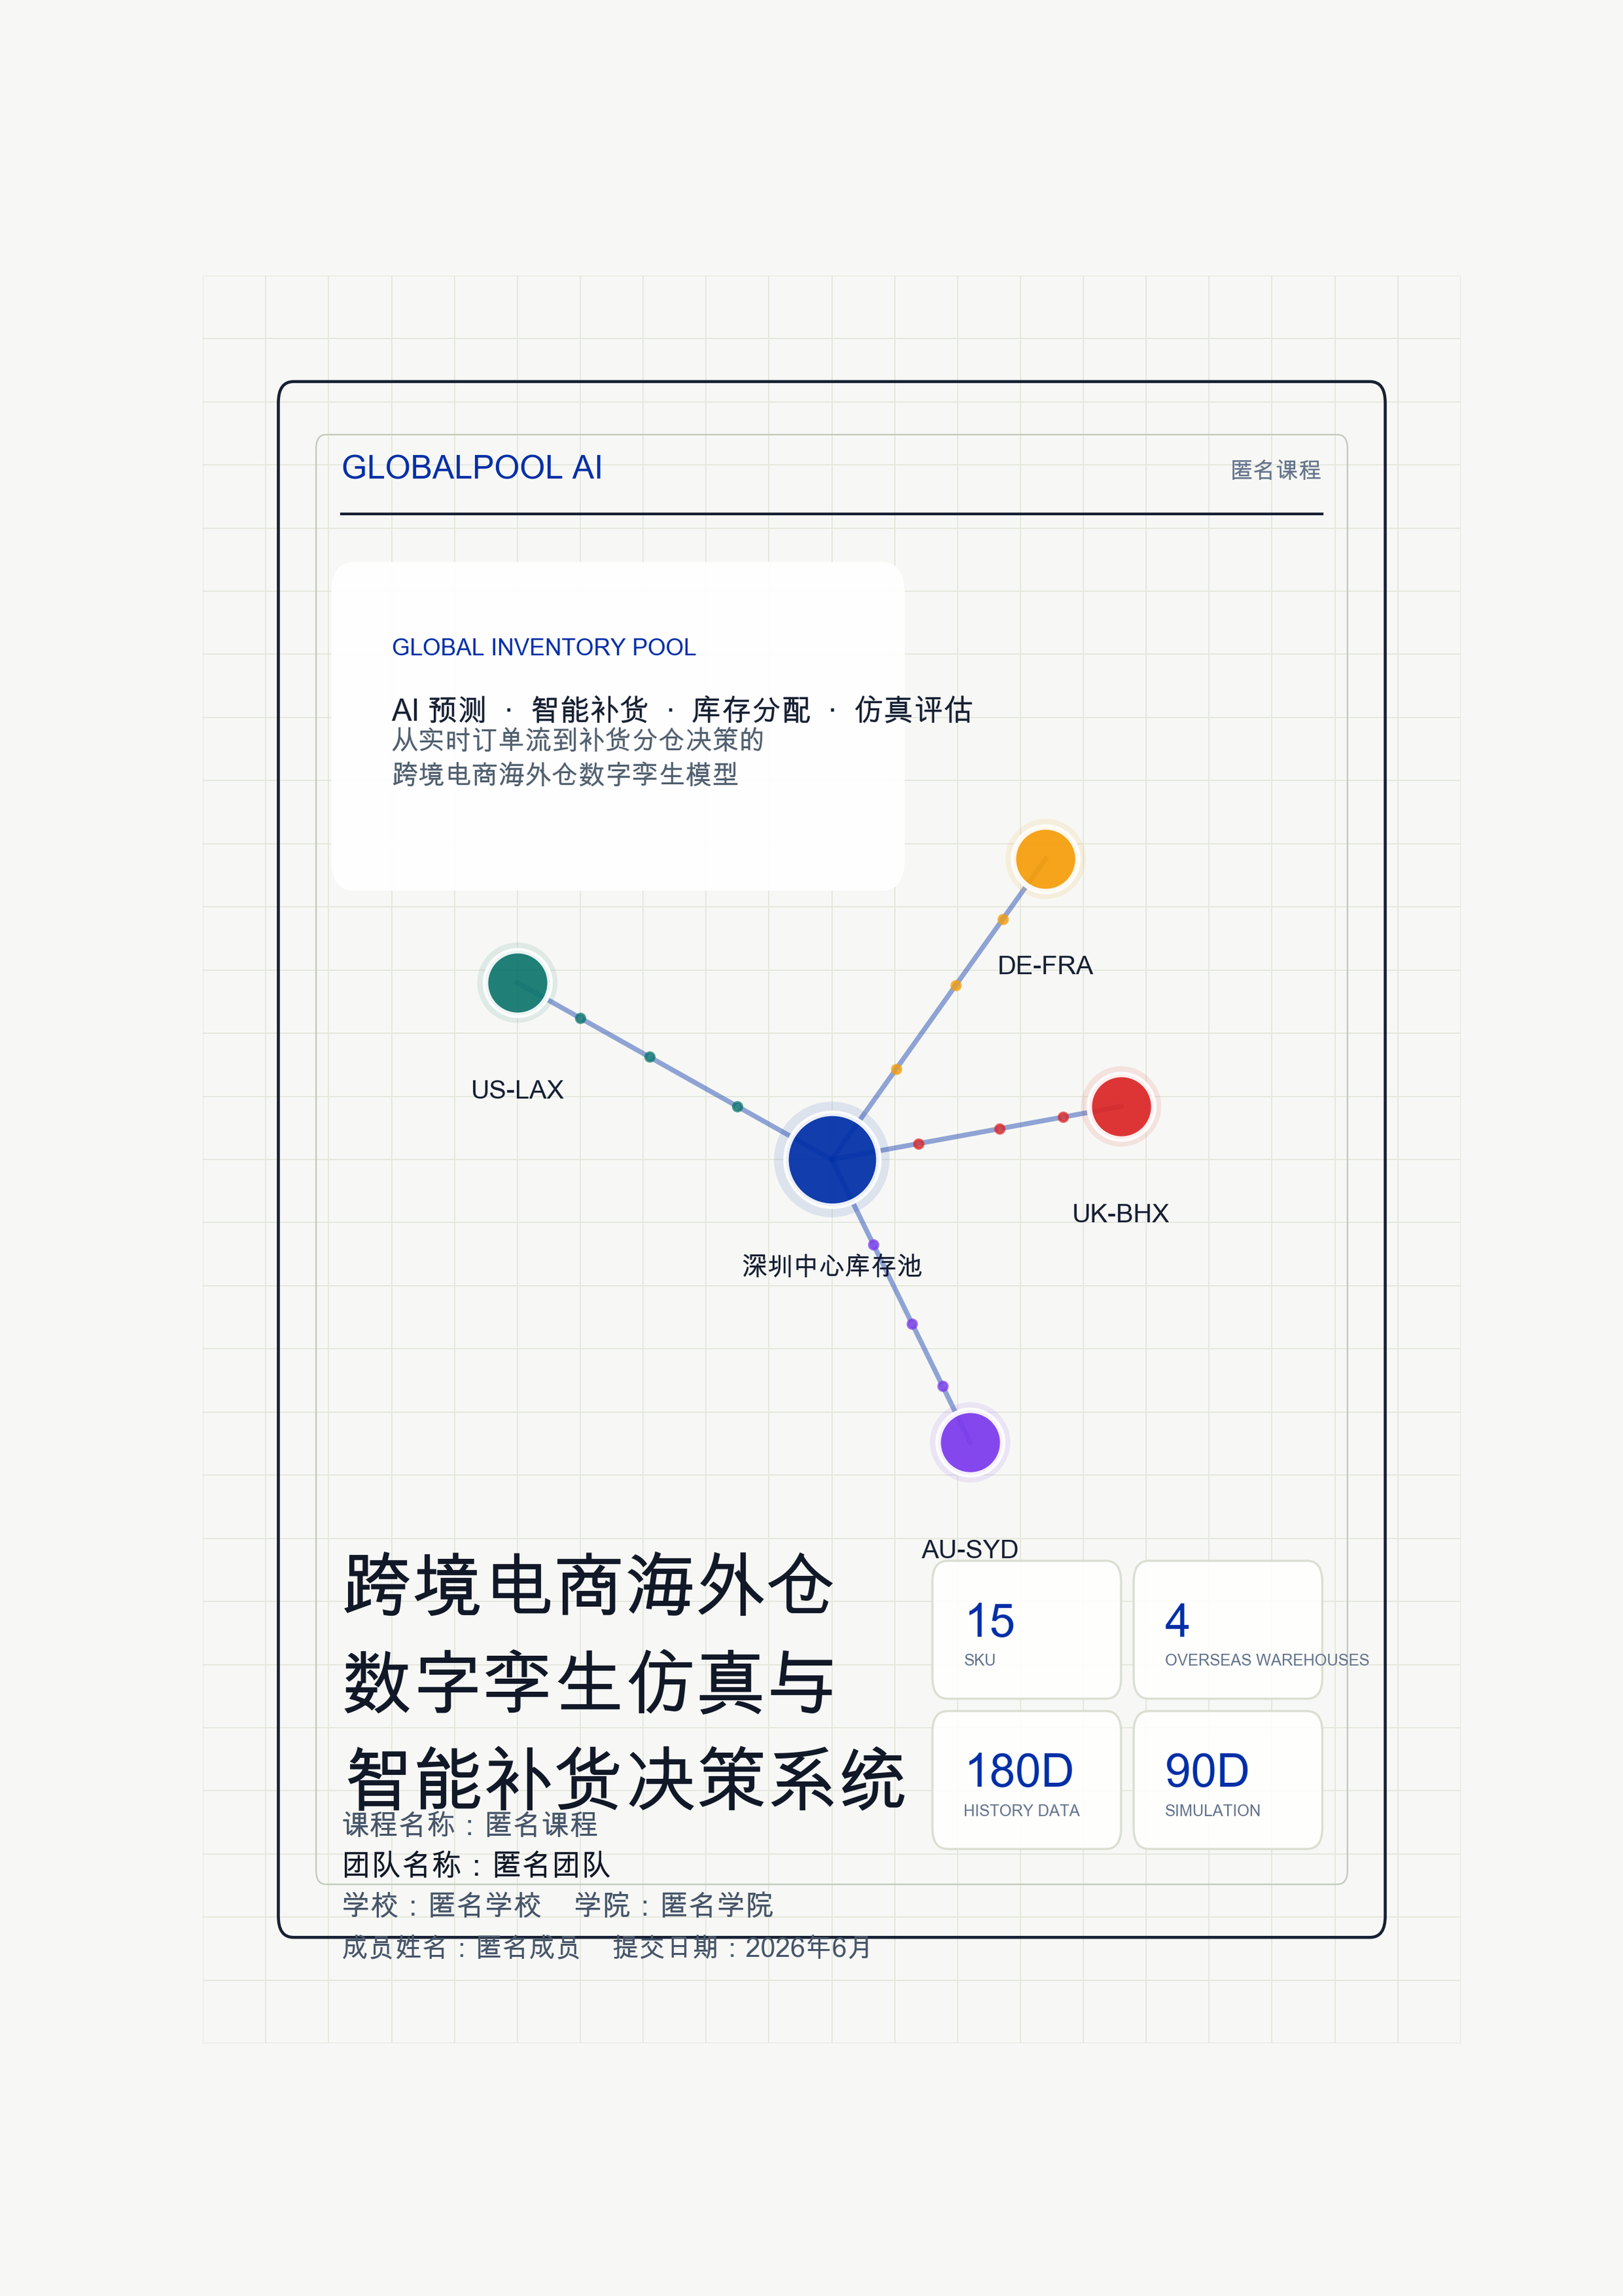 GLOBALPOOL AI
匿名课程
GLOBAL INVENTORY POOL
AI 预测 · 智能补货 · 库存分配 · 仿真评估
从实时订单流到补货分仓决策的
跨境电商海外仓数字孪生模型
DE-FRA
US-LAX
UK-BHX
深圳中心库存池
AU-SYD
跨境电商海外仓
数字孪生仿真与
智能补货决策系统
15
SKU
4
OVERSEAS WAREHOUSES
180D
HISTORY DATA
90D
SIMULATION
课程名称：匿名课程
团队名称：匿名团队
学校：匿名学校 学院：匿名学院
成员姓名：匿名成员 提交日期：2026年6月